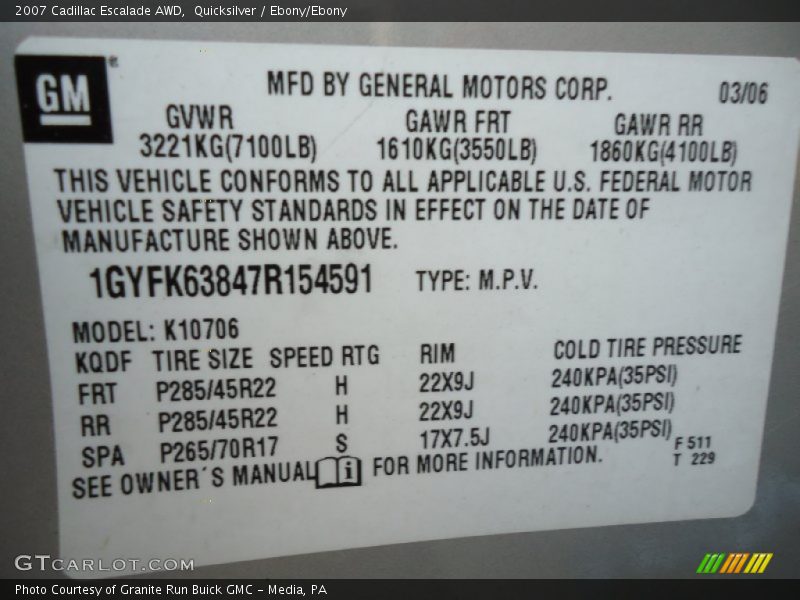 2007 Cadillac Escalade AWD, Quicksilver / Ebony/Ebony
GM®
MFD BY GENERAL MOTORS CORP. 03/06
GVWR GAWR FRT GAWR RR
3221KG(7100LB) 1610KG(3550LB) 1860KG(4100LB)
THIS VEHICLE CONFORMS TO ALL APPLICABLE U.S. FEDERAL MOTOR
VEHICLE SAFETY STANDARDS IN EFFECT ON THE DATE OF
MANUFACTURE SHOWN ABOVE.
1GYFK63847R154591 TYPE: M.P.V.
MODEL: K10706
KQDF TIRE SIZE SPEED RTG RIM COLD TIRE PRESSURE
FRT P285/45R22 H 22X9J 240KPA(35PSI)
RR P285/45R22 H 22X9J 240KPA(35PSI)
SPA P265/70R17 S 17X7.5J 240KPA(35PSI)
F 511
T 229
SEE OWNER´S MANUAL i FOR MORE INFORMATION.
GTCARLOT.COM
Photo Courtesy of Granite Run Buick GMC - Media, PA